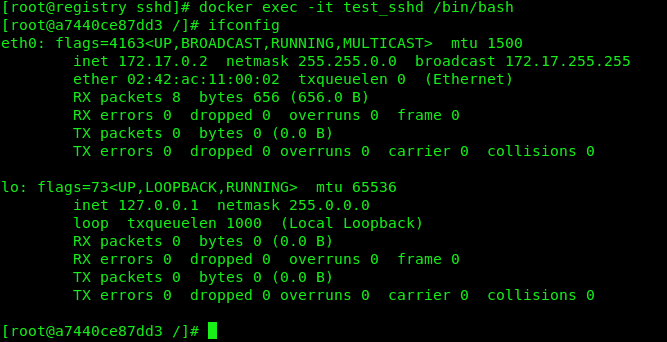 [root@registry sshd]# docker exec -it test_sshd /bin/bash
[root@a7440ce87dd3 /]# ifconfig
eth0: flags=4163<UP,BROADCAST,RUNNING,MULTICAST>  mtu 1500
        inet 172.17.0.2  netmask 255.255.0.0  broadcast 172.17.255.255
        ether 02:42:ac:11:00:02  txqueuelen 0  (Ethernet)
        RX packets 8  bytes 656 (656.0 B)
        RX errors 0  dropped 0  overruns 0  frame 0
        TX packets 0  bytes 0 (0.0 B)
        TX errors 0  dropped 0 overruns 0  carrier 0  collisions 0

lo: flags=73<UP,LOOPBACK,RUNNING>  mtu 65536
        inet 127.0.0.1  netmask 255.0.0.0
        loop  txqueuelen 1000  (Local Loopback)
        RX packets 0  bytes 0 (0.0 B)
        RX errors 0  dropped 0  overruns 0  frame 0
        TX packets 0  bytes 0 (0.0 B)
        TX errors 0  dropped 0 overruns 0  carrier 0  collisions 0

[root@a7440ce87dd3 /]#